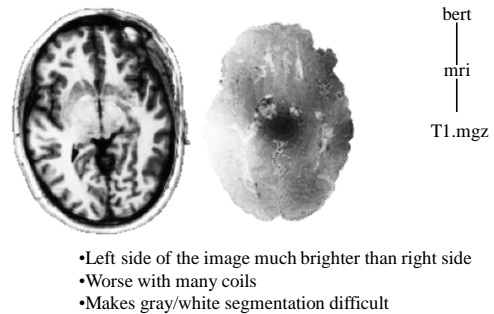 bert
mri
T1.mgz
•Left side of the image much brighter than right side
•Worse with many coils
•Makes gray/white segmentation difficult